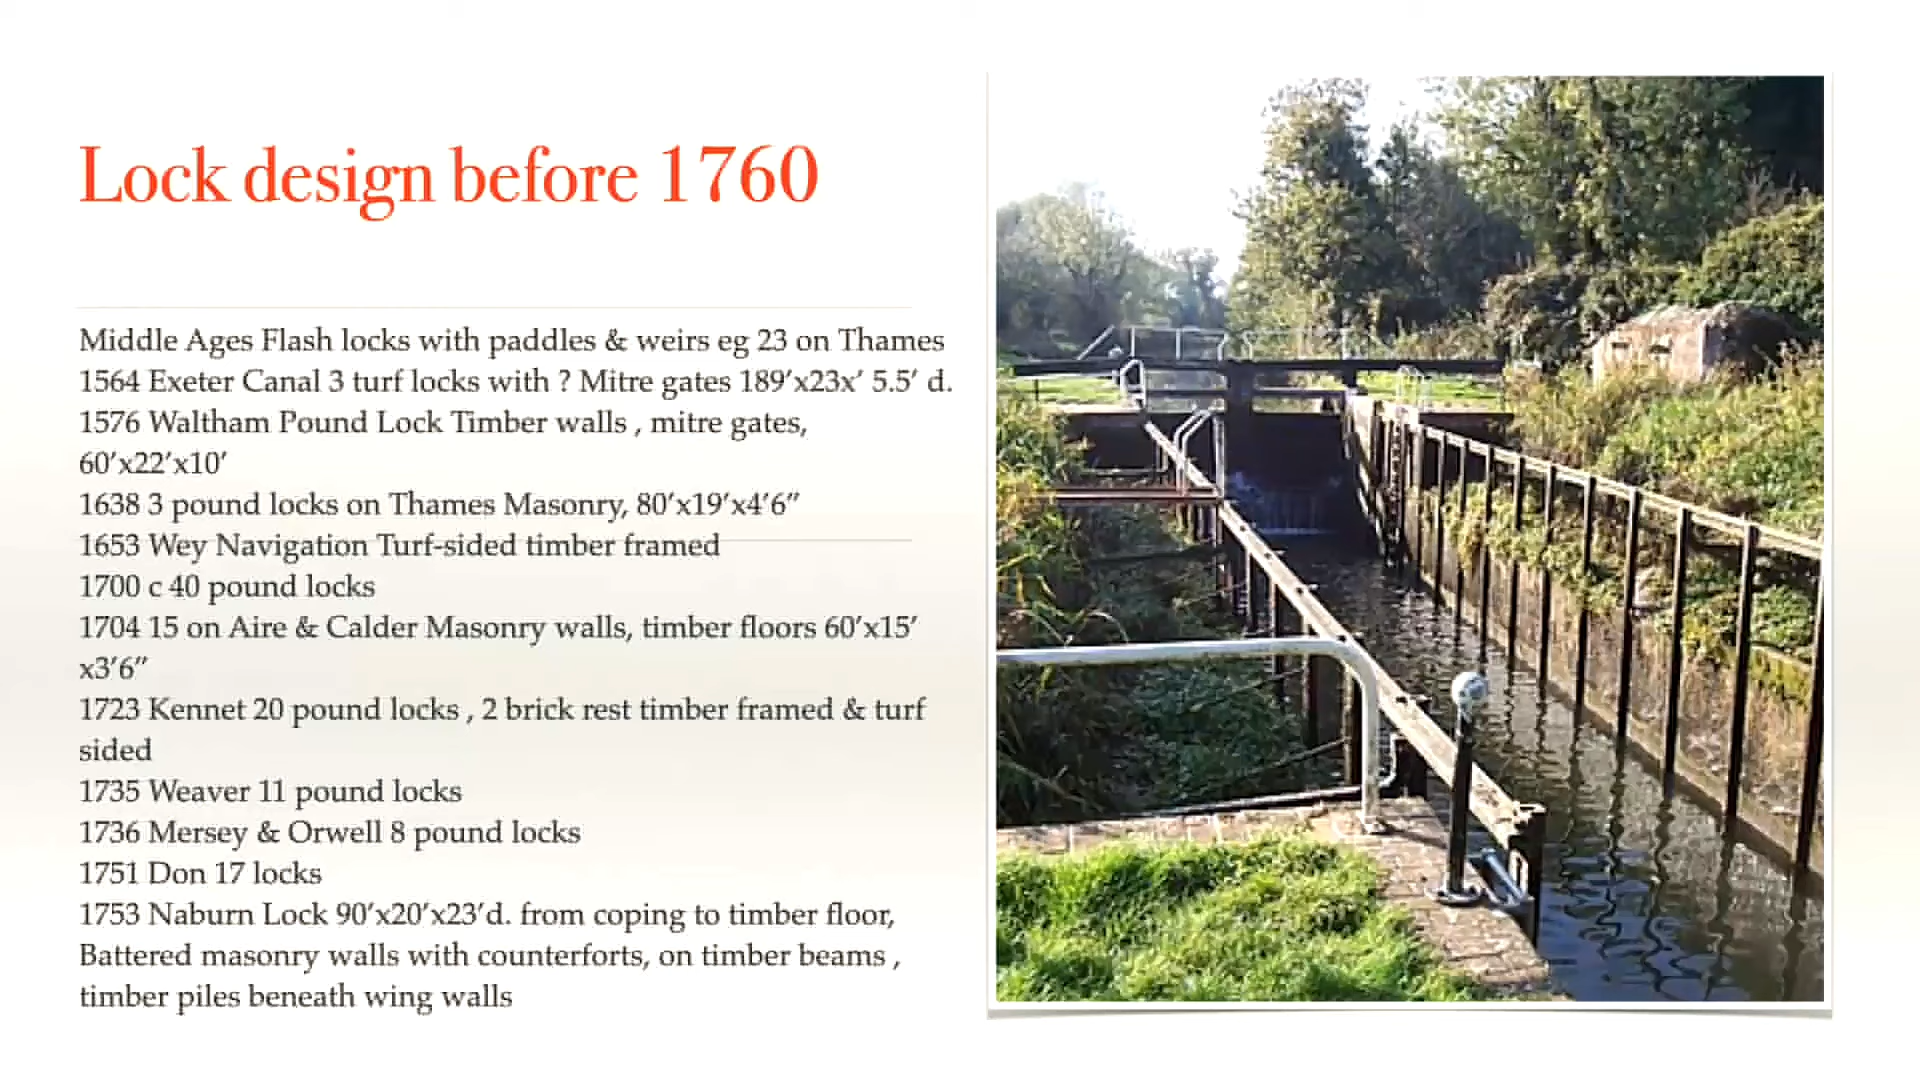 Lock design before 1760
Middle Ages Flash locks with paddles & weirs eg 23 on Thames
1564 Exeter Canal 3 turf locks with ? Mitre gates 189′x23x′ 5.5′ d.
1576 Waltham Pound Lock Timber walls , mitre gates,
60′x22′x10′
1638 3 pound locks on Thames Masonry, 80′x19′x4′6″
1653 Wey Navigation Turf-sided timber framed
1700 c 40 pound locks
1704 15 on Aire & Calder Masonry walls, timber floors 60′x15′
x3′6″
1723 Kennet 20 pound locks , 2 brick rest timber framed & turf
sided
1735 Weaver 11 pound locks
1736 Mersey & Orwell 8 pound locks
1751 Don 17 locks
1753 Naburn Lock 90′x20′x23′d. from coping to timber floor,
Battered masonry walls with counterforts, on timber beams ,
timber piles beneath wing walls